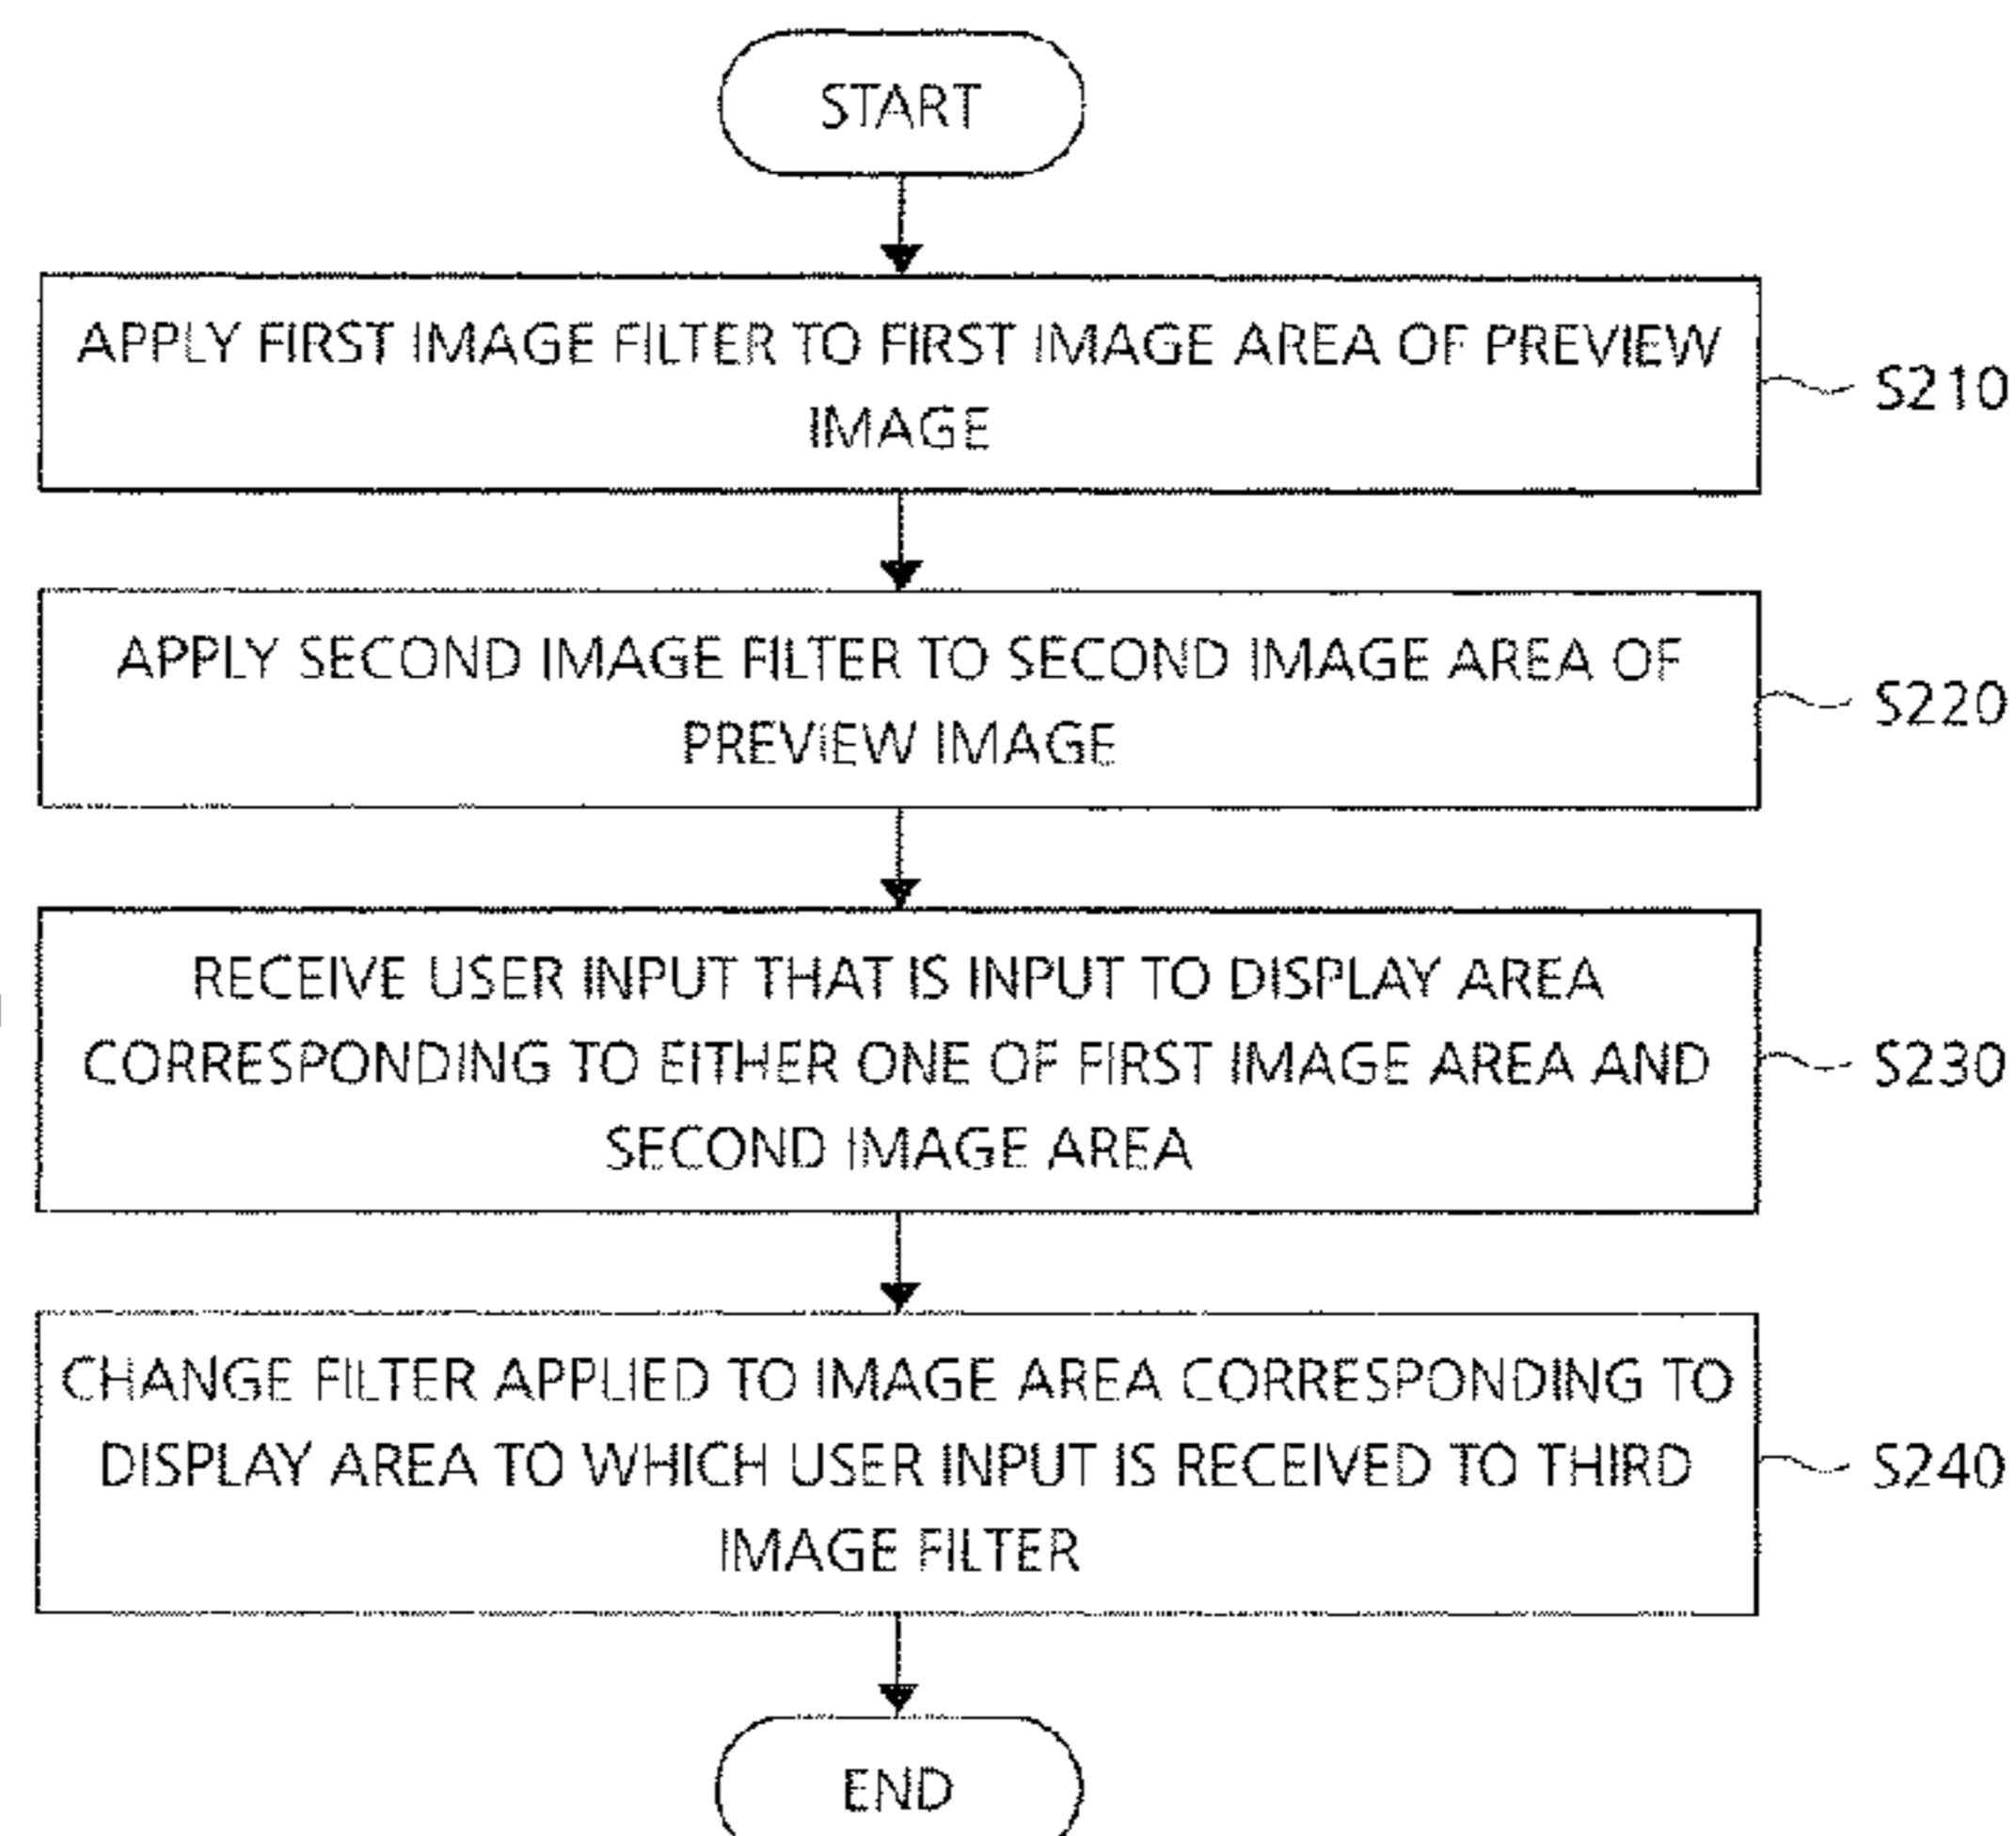 START
APPLY FIRST IMAGE FILTER TO FIRST IMAGE AREA OF PREVIEW
IMAGE
S210
APPLY SECOND IMAGE FILTER TO SECOND IMAGE AREA OF
PREVIEW IMAGE
S220
RECEIVE USER INPUT THAT IS INPUT TO DISPLAY AREA
CORRESPONDING TO EITHER ONE OF FIRST IMAGE AREA AND
SECOND IMAGE AREA
S230
CHANGE FILTER APPLIED TO IMAGE AREA CORRESPONDING TO
DISPLAY AREA TO WHICH USER INPUT IS RECEIVED TO THIRD
IMAGE FILTER
S240
END